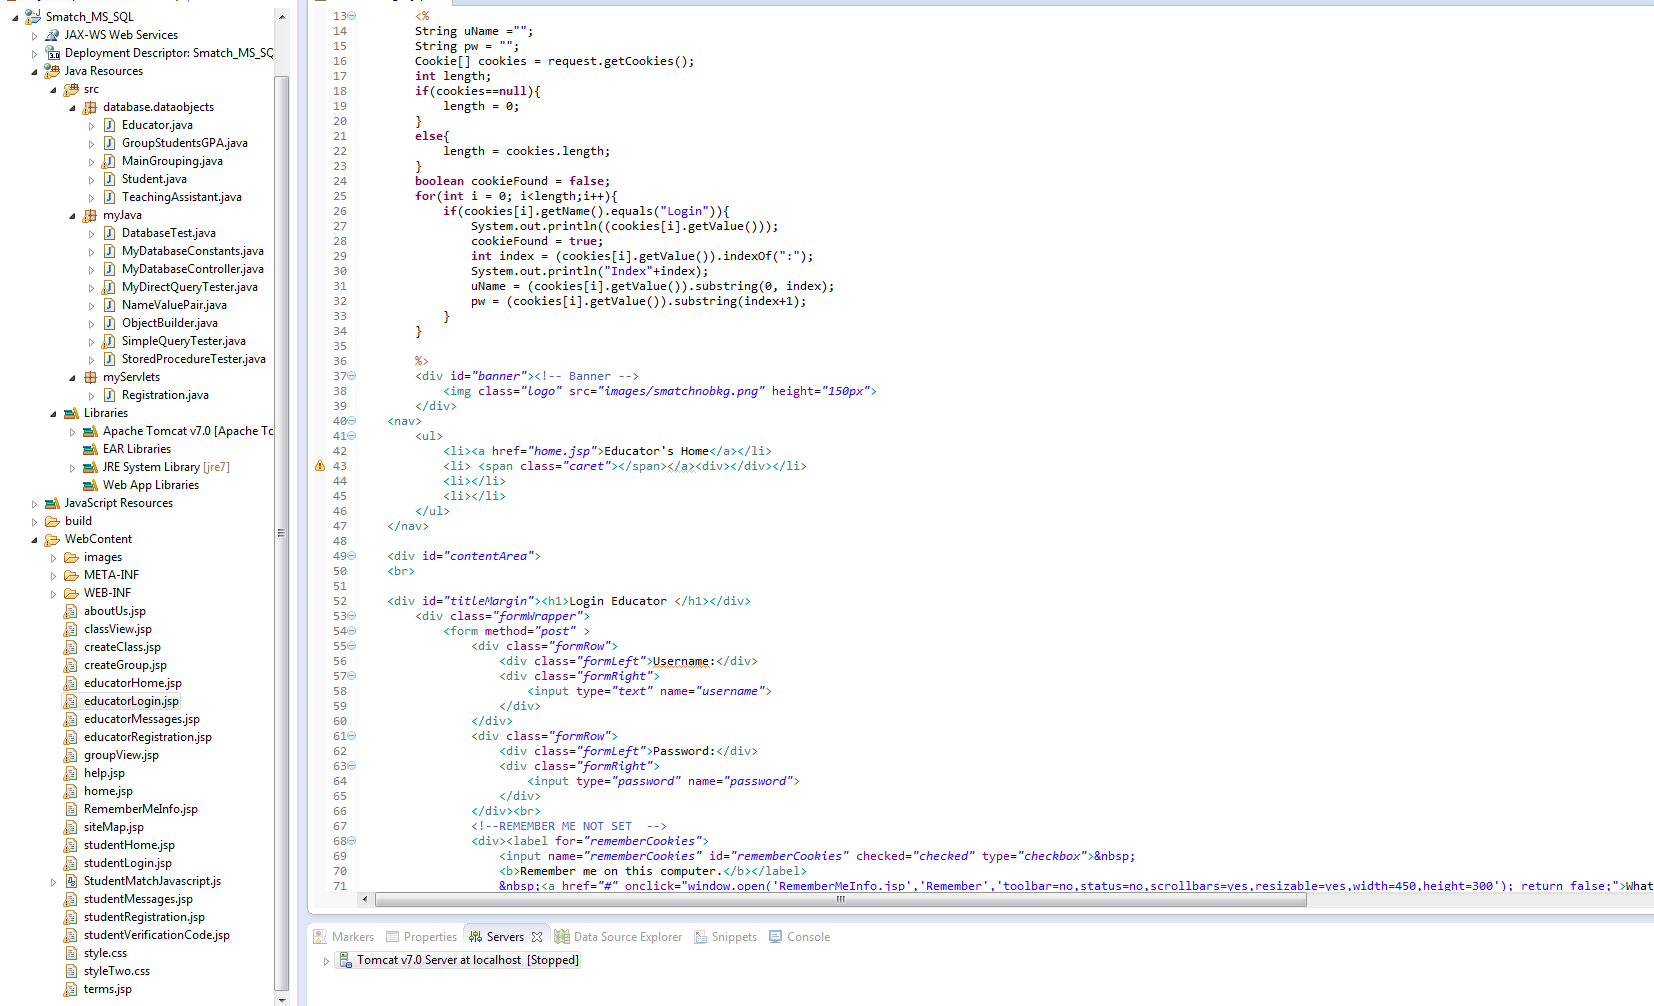 Smatch_MS_SQL
JAX-WS Web Services
Deployment Descriptor: Smatch_MS_SQ
Java Resources
src
database.dataobjects
Educator.java
GroupStudentsGPA.java
MainGrouping.java
Student.java
TeachingAssistant.java
myJava
DatabaseTest.java
MyDatabaseConstants.java
MyDatabaseController.java
MyDirectQueryTester.java
NameValuePair.java
ObjectBuilder.java
SimpleQueryTester.java
StoredProcedureTester.java
myServlets
Registration.java
Libraries
Apache Tomcat v7.0 [Apache To
EAR Libraries
JRE System Library [jre7]
Web App Libraries
JavaScript Resources
build
WebContent
images
META-INF
WEB-INF
aboutUs.jsp
classView.jsp
createClass.jsp
createGroup.jsp
educatorHome.jsp
educatorLogin.jsp
educatorMessages.jsp
educatorRegistration.jsp
groupView.jsp
help.jsp
home.jsp
RememberMeInfo.jsp
siteMap.jsp
studentHome.jsp
studentLogin.jsp
StudentMatchJavascript.js
studentMessages.jsp
studentRegistration.jsp
studentVerificationCode.jsp
style.css
styleTwo.css
terms.jsp
13 <%
14 String uName ="";
15 String pw = "";
16 Cookie[] cookies = request.getCookies();
17 int length;
18 if(cookies==null){
19 length = 0;
20 }
21 else{
22 length = cookies.length;
23 }
24 boolean cookieFound = false;
25 for(int i = 0; i<length;i++){
26 if(cookies[i].getName().equals("Login")){
27 System.out.println((cookies[i].getValue()));
28 cookieFound = true;
29 int index = (cookies[i].getValue()).indexOf(":");
30 System.out.println("Index"+index);
31 uName = (cookies[i].getValue()).substring(0, index);
32 pw = (cookies[i].getValue()).substring(index+1);
33 }
34 }
35
36 %>
37 <div id="banner"><!-- Banner -->
38 <img class="logo" src="images/smatchnobkg.png" height="150px">
39 </div>
40 <nav>
41 <ul>
42 <li><a href="home.jsp">Educator's Home</a></li>
43 <li> <span class="caret"></span></a><div></div></li>
44 <li></li>
45 <li></li>
46 </ul>
47 </nav>
48
49 <div id="contentArea">
50 <br>
51
52 <div id="titleMargin"><h1>Login Educator </h1></div>
53 <div class="formWrapper">
54 <form method="post" >
55 <div class="formRow">
56 <div class="formLeft">Username:</div>
57 <div class="formRight">
58 <input type="text" name="username">
59 </div>
60 </div>
61 <div class="formRow">
62 <div class="formLeft">Password:</div>
63 <div class="formRight">
64 <input type="password" name="password">
65 </div>
66 </div><br>
67 <!--REMEMBER ME NOT SET  -->
68 <div><label for="rememberCookies">
69 <input name="rememberCookies" id="rememberCookies" checked="checked" type="checkbox">&nbsp;
70 <b>Remember me on this computer.</b></label>
71 &nbsp;<a href="#" onclick="window.open('RememberMeInfo.jsp','Remember','toolbar=no,status=no,scrollbars=yes,resizable=yes,width=450,height=300'); return false;">What
Markers Properties Servers Data Source Explorer Snippets Console
Tomcat v7.0 Server at localhost [Stopped]